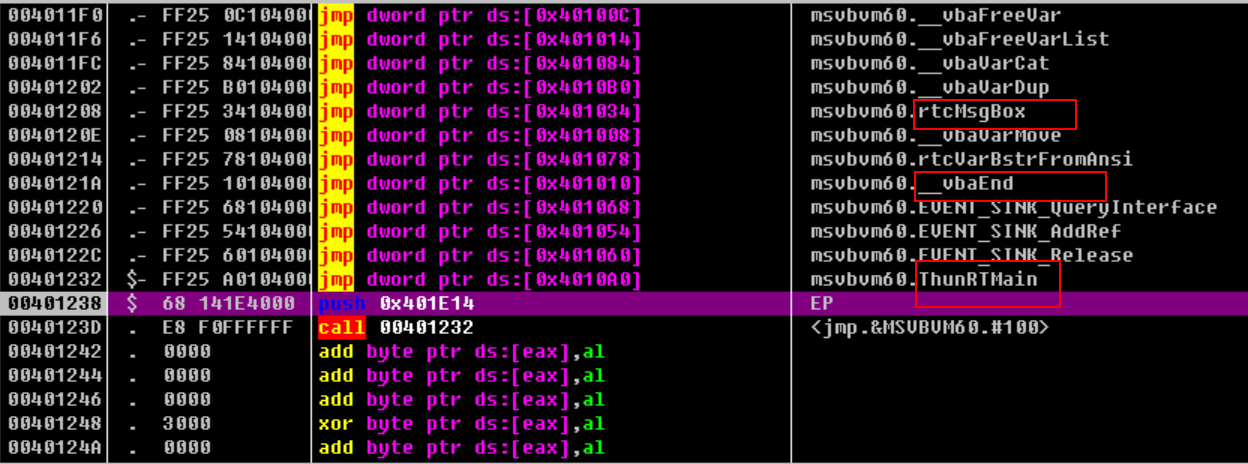 004011F0 .- FF25 0C104000 jmp dword ptr ds:[0x40100C] msvbvm60.__vbaFreeVar
004011F6 .- FF25 14104000 jmp dword ptr ds:[0x401014] msvbvm60.__vbaFreeVarList
004011FC .- FF25 84104000 jmp dword ptr ds:[0x401084] msvbvm60.__vbaVarCat
00401202 .- FF25 B0104000 jmp dword ptr ds:[0x4010B0] msvbvm60.__vbaVarDup
00401208 .- FF25 34104000 jmp dword ptr ds:[0x401034] msvbvm60.rtcMsgBox
0040120E .- FF25 08104000 jmp dword ptr ds:[0x401008] msvbvm60.__vbaVarMove
00401214 .- FF25 78104000 jmp dword ptr ds:[0x401078] msvbvm60.rtcVarBstrFromAnsi
0040121A .- FF25 10104000 jmp dword ptr ds:[0x401010] msvbvm60.__vbaEnd
00401220 .- FF25 68104000 jmp dword ptr ds:[0x401068] msvbvm60.EVENT_SINK_QueryInterface
00401226 .- FF25 54104000 jmp dword ptr ds:[0x401054] msvbvm60.EVENT_SINK_AddRef
0040122C .- FF25 60104000 jmp dword ptr ds:[0x401060] msvbvm60.EVENT_SINK_Release
00401232 $- FF25 A0104000 jmp dword ptr ds:[0x4010A0] msvbvm60.ThunRTMain
00401238 $ 68 141E4000 push 0x401E14 EP
0040123D . E8 F0FFFFFF call 00401232 <jmp.&MSVBVM60.#100>
00401242 . 0000 add byte ptr ds:[eax],al
00401244 . 0000 add byte ptr ds:[eax],al
00401246 . 0000 add byte ptr ds:[eax],al
00401248 . 3000 xor byte ptr ds:[eax],al
0040124A . 0000 add byte ptr ds:[eax],al